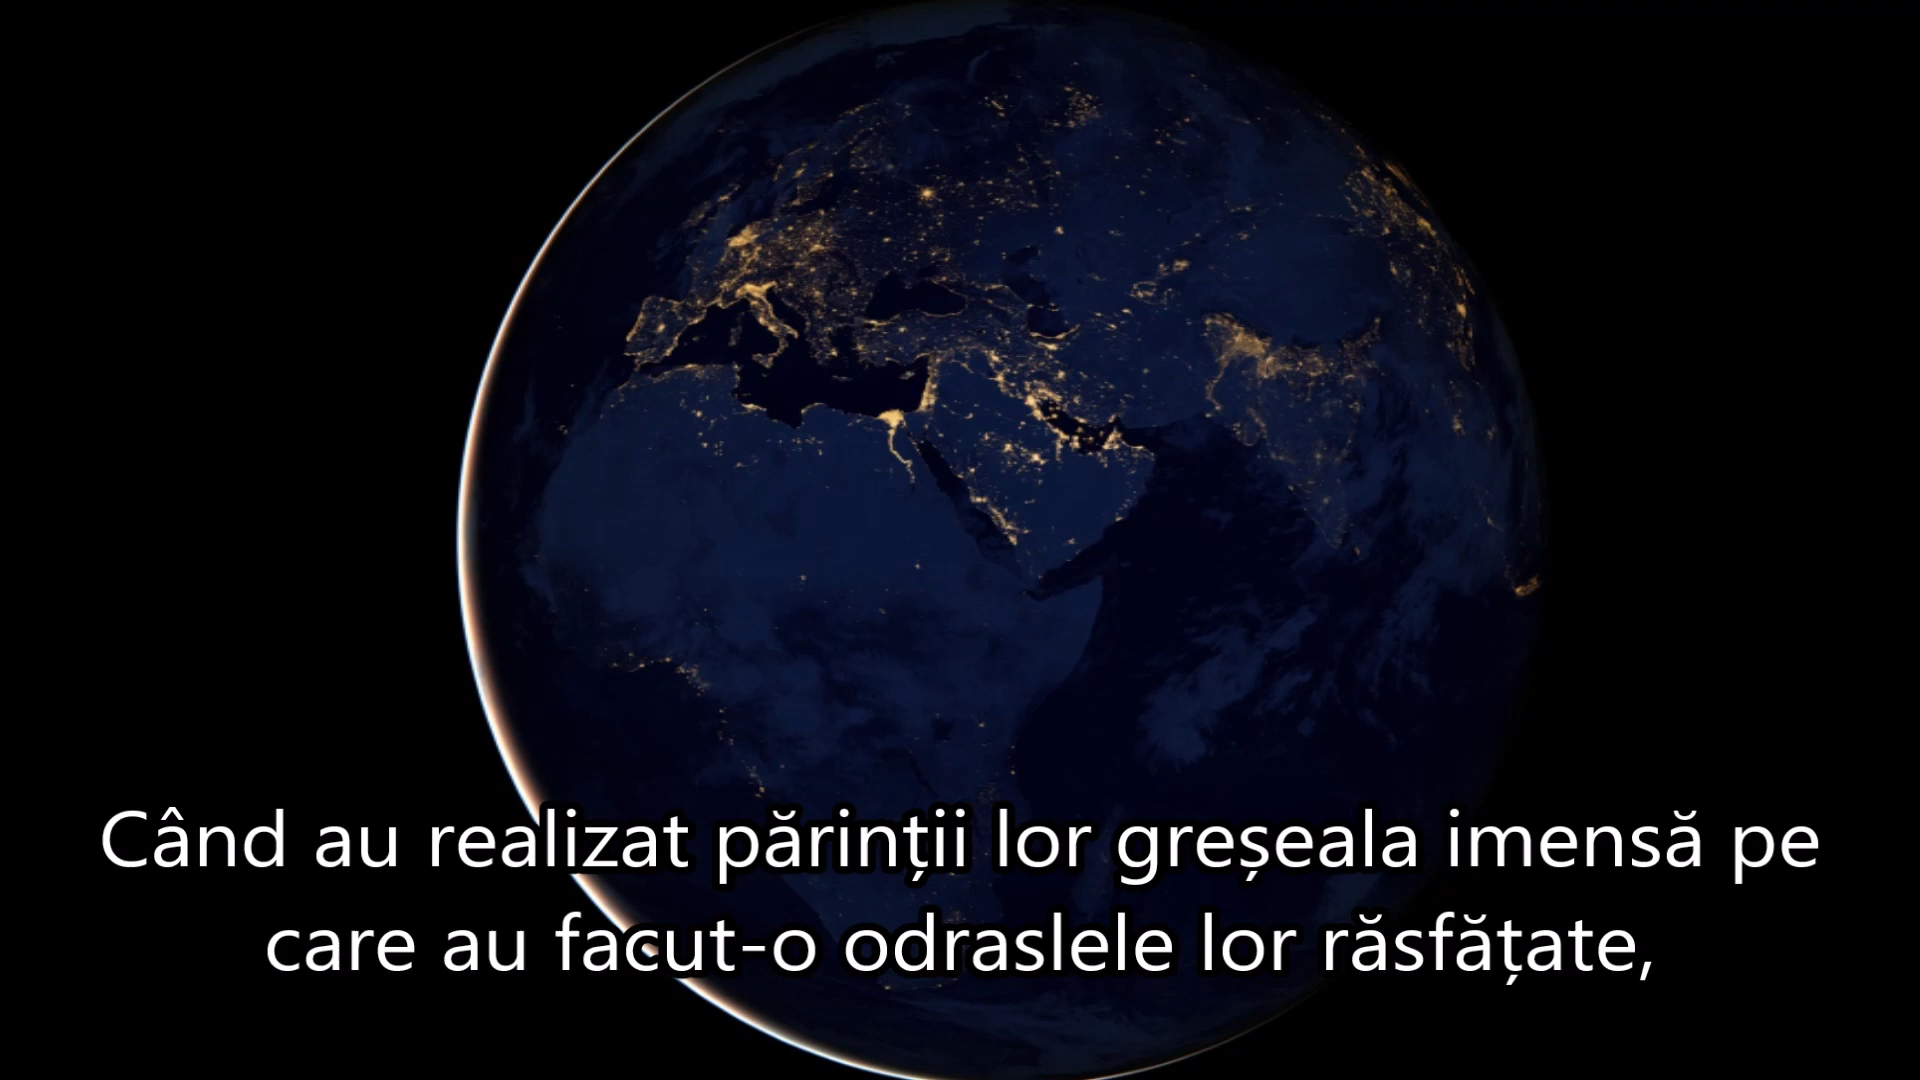 Când au realizat părinții lor greșeala imensă pe
care au facut-o odraslele lor răsfățate,